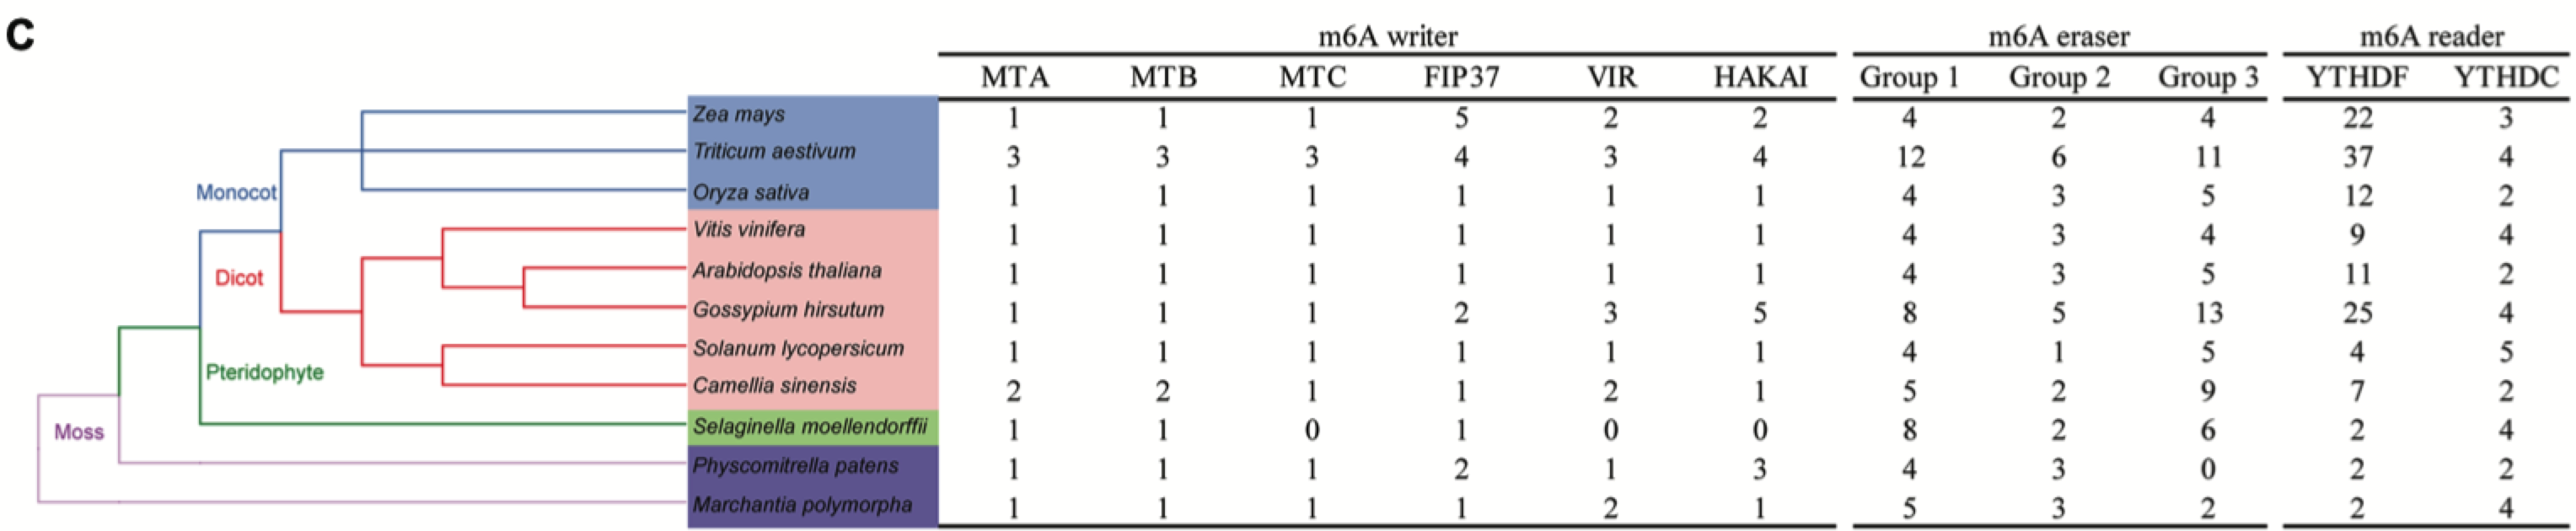 C
m6A writer m6A eraser m6A reader
MTA MTB MTC FIP37 VIR HAKAI Group 1 Group 2 Group 3 YTHDF YTHDC
Zea mays 1 1 1 5 2 2 4 2 4 22 3
Triticum aestivum 3 3 3 4 3 4 12 6 11 37 4
Monocot
Oryza sativa 1 1 1 1 1 1 4 3 5 12 2
Vitis vinifera 1 1 1 1 1 1 4 3 4 9 4
Dicot
Arabidopsis thaliana 1 1 1 1 1 1 4 3 5 11 2
Gossypium hirsutum 1 1 1 2 3 5 8 5 13 25 4
Solanum lycopersicum 1 1 1 1 1 1 4 1 5 4 5
Pteridophyte
Camellia sinensis 2 2 1 1 2 1 5 2 9 7 2
Selaginella moellendorffii 1 1 0 1 0 0 8 2 6 2 4
Moss
Physcomitrella patens 1 1 1 2 1 3 4 3 0 2 2
Marchantia polymorpha 1 1 1 1 2 1 5 3 2 2 4